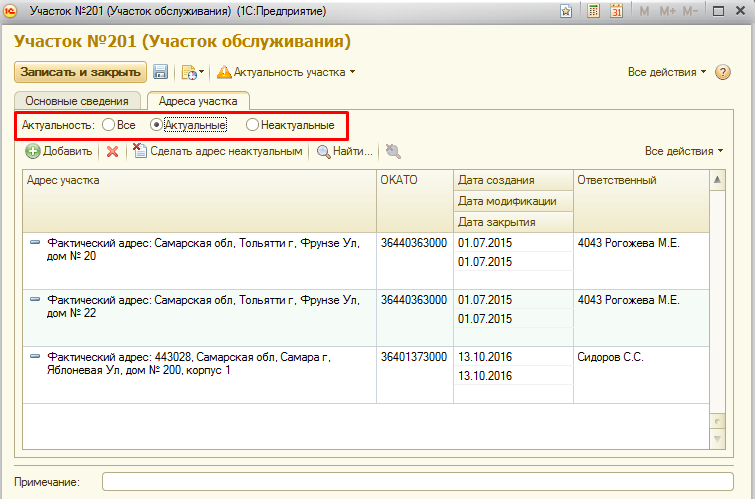 Участок №201 (Участок обслуживания) (1С:Предприятие)
31 M M+ M-
Участок №201 (Участок обслуживания)
Записать и закрыть Актуальность участка Все действия ?
Основные сведения Адреса участка
Актуальность: Все Актуальные Неактуальные
Добавить Сделать адрес неактуальным Найти... Все действия
Адрес участка ОКАТО Дата создания Ответственный
Дата модификации
Дата закрытия
Фактический адрес: Самарская обл, Тольятти г, Фрунзе Ул, 36440363000 01.07.2015 4043 Рогожева М.Е.
дом № 20 01.07.2015
Фактический адрес: Самарская обл, Тольятти г, Фрунзе Ул, 36440363000 01.07.2015 4043 Рогожева М.Е.
дом № 22 01.07.2015
Фактический адрес: 443028, Самарская обл, Самара г, 36401373000 13.10.2016 Сидоров С.С.
Яблоневая Ул, дом № 200, корпус 1 13.10.2016
Примечание: